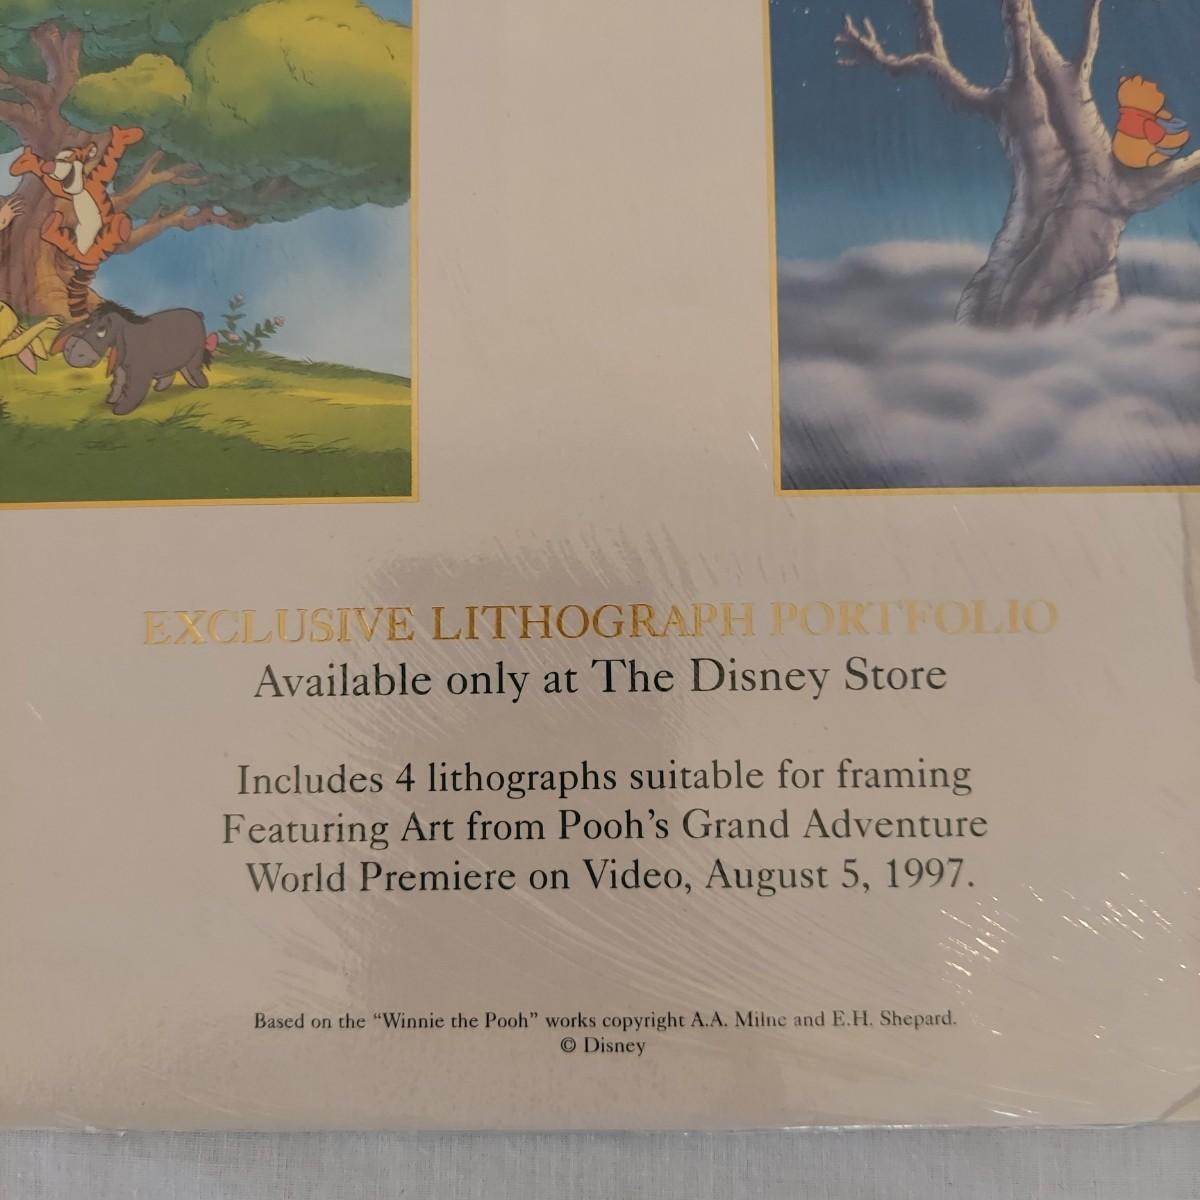 EXCLUSIVE LITHOGRAPH PORTFOLIO
Available only at The Disney Store
Includes 4 lithographs suitable for framing
Featuring Art from Pooh's Grand Adventure
World Premiere on Video, August 5, 1997.
Based on the “Winnie the Pooh” works copyright A.A. Milne and E.H. Shepard.
© Disney